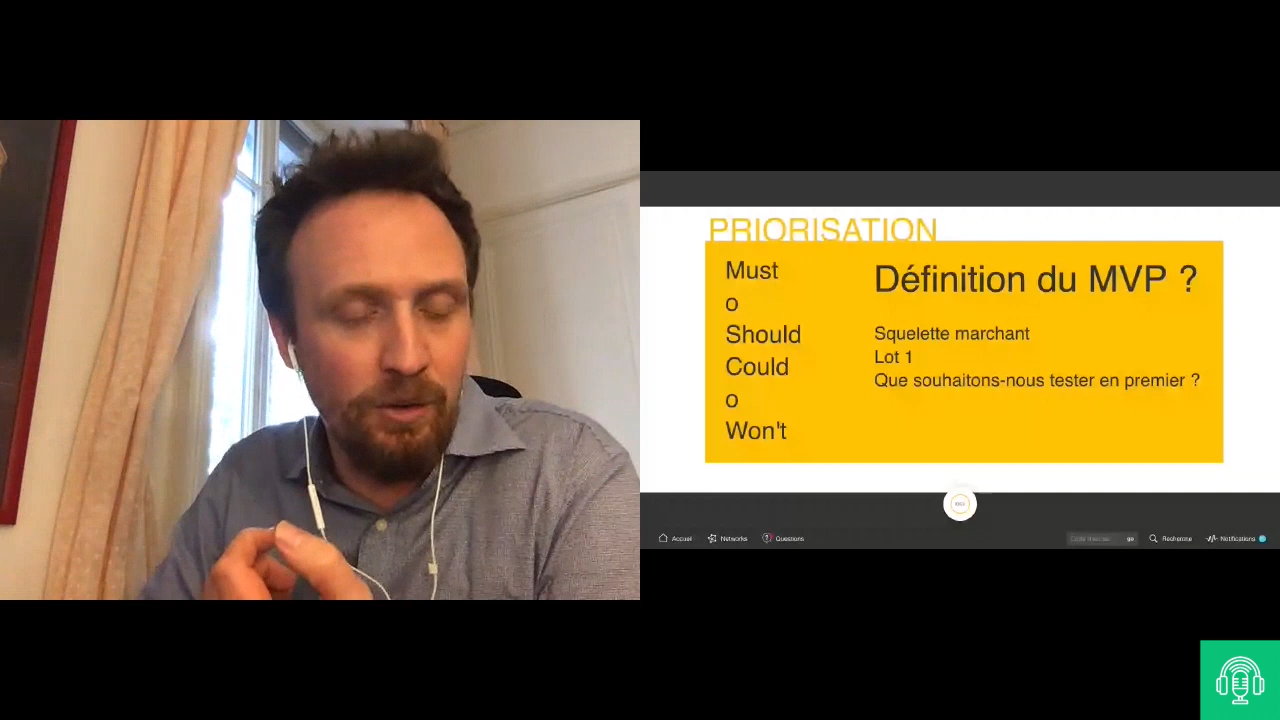 PRIORISATION
Must
o
Should
Could
o
Won't
Définition du MVP ?
Squelette marchant
Lot 1
Que souhaitons-nous tester en premier ?
Accueil
Networks
Questions
go
Recherche
Notifications